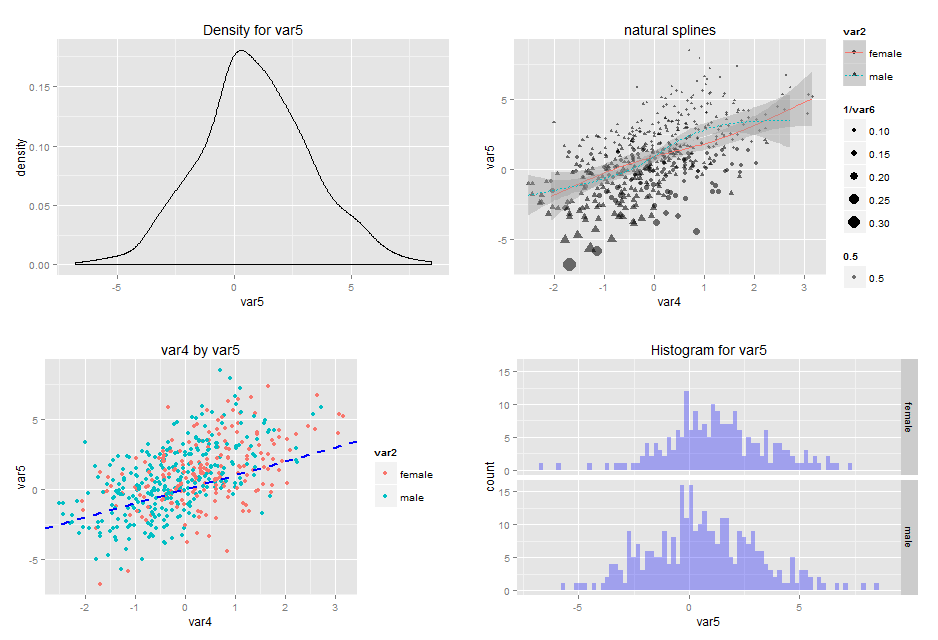 Density for var5
density
0.15
0.10
0.05
0.00
-5 0 5
var5
natural splines
var5
5
0
-5
-2 -1 0 1 2 3
var4
var2
female
male
1/var6
0.10
0.15
0.20
0.25
0.30
0.5
0.5
var4 by var5
var5
5
0
-5
-2 -1 0 1 2 3
var4
var2
female
male
Histogram for var5
count
15
10
5
0
female
15
10
5
0
male
-5 0 5
var5